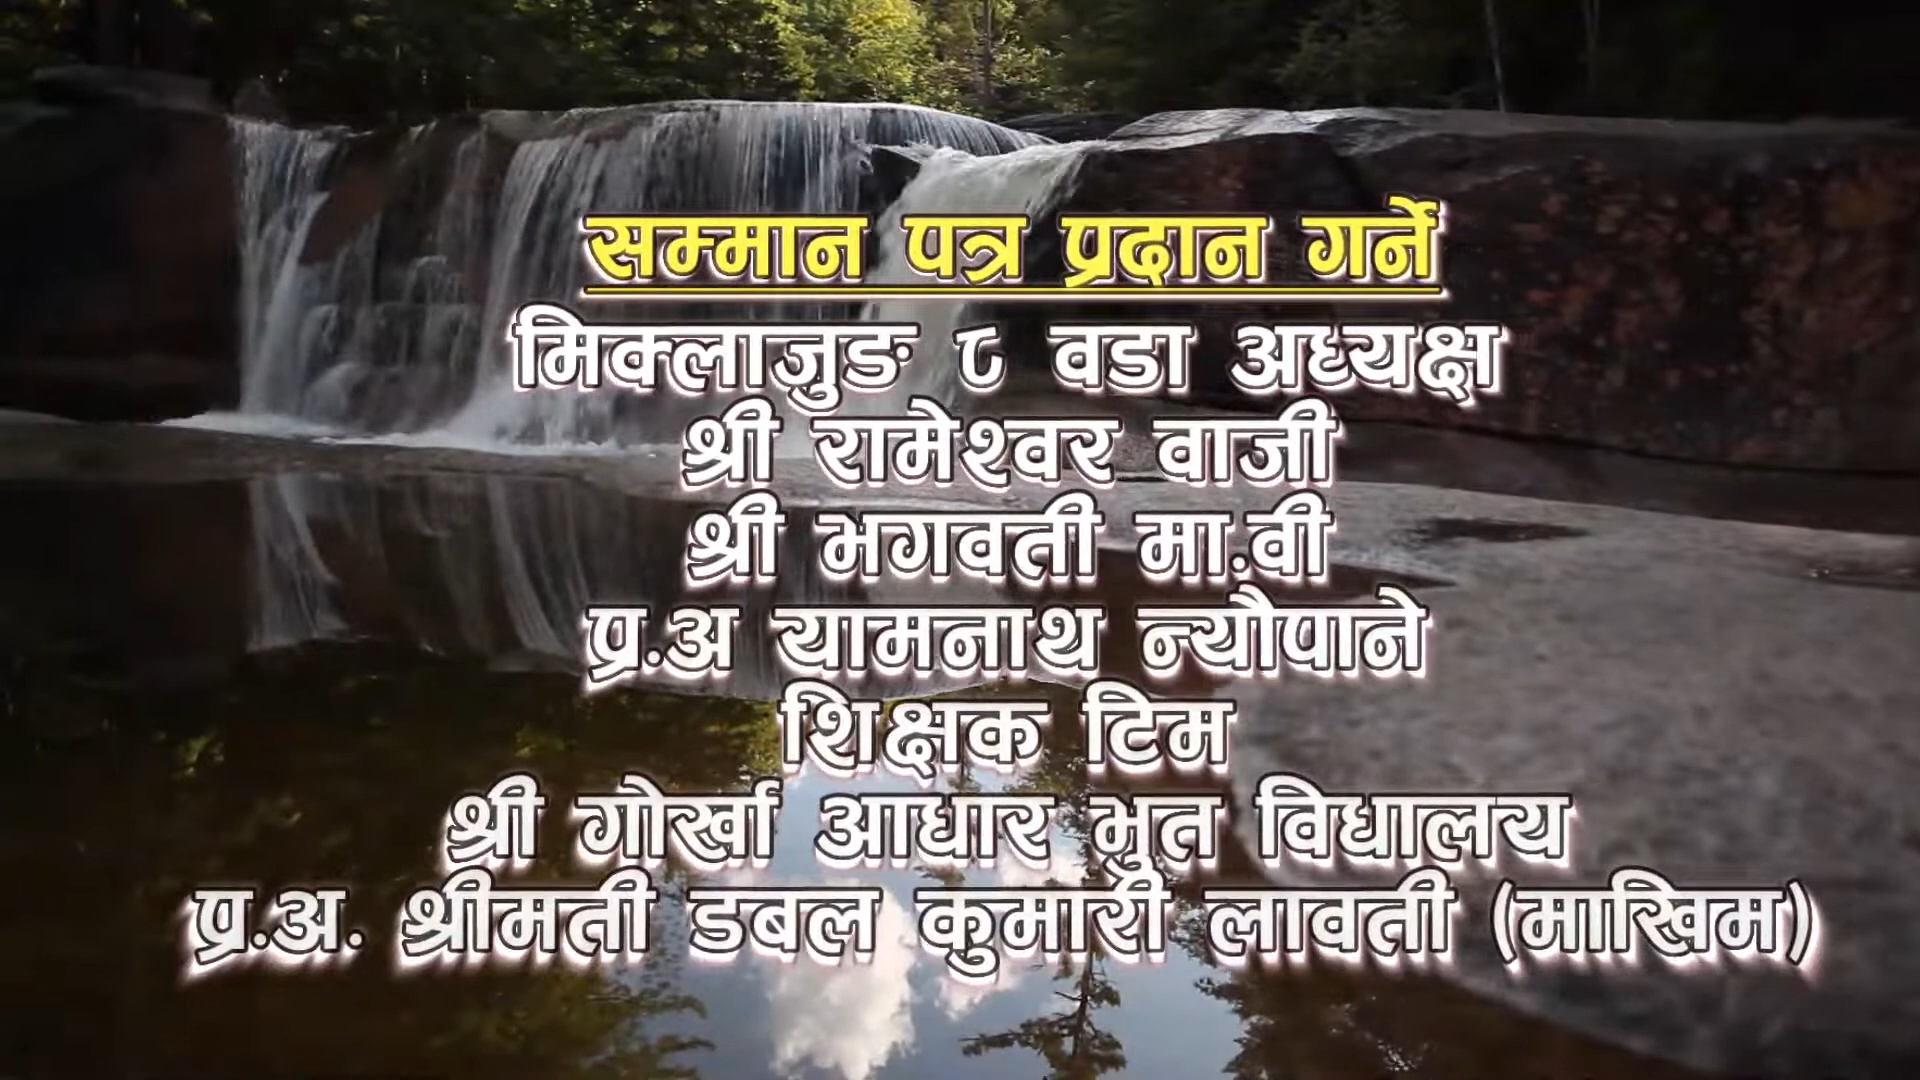 सम्मान पत्र प्रदान गर्ने
मिक्लाजुङ ८ वडा अध्यक्ष
श्री रामेश्वर वाजी
श्री भगवती मा.वी
प्र.अ यामनाथ न्यौपाने
शिक्षक टिम
श्री गोर्खा आधार भुत विधालय
प्र.अ. श्रीमती डबल कुमारी लावती (माखिम)